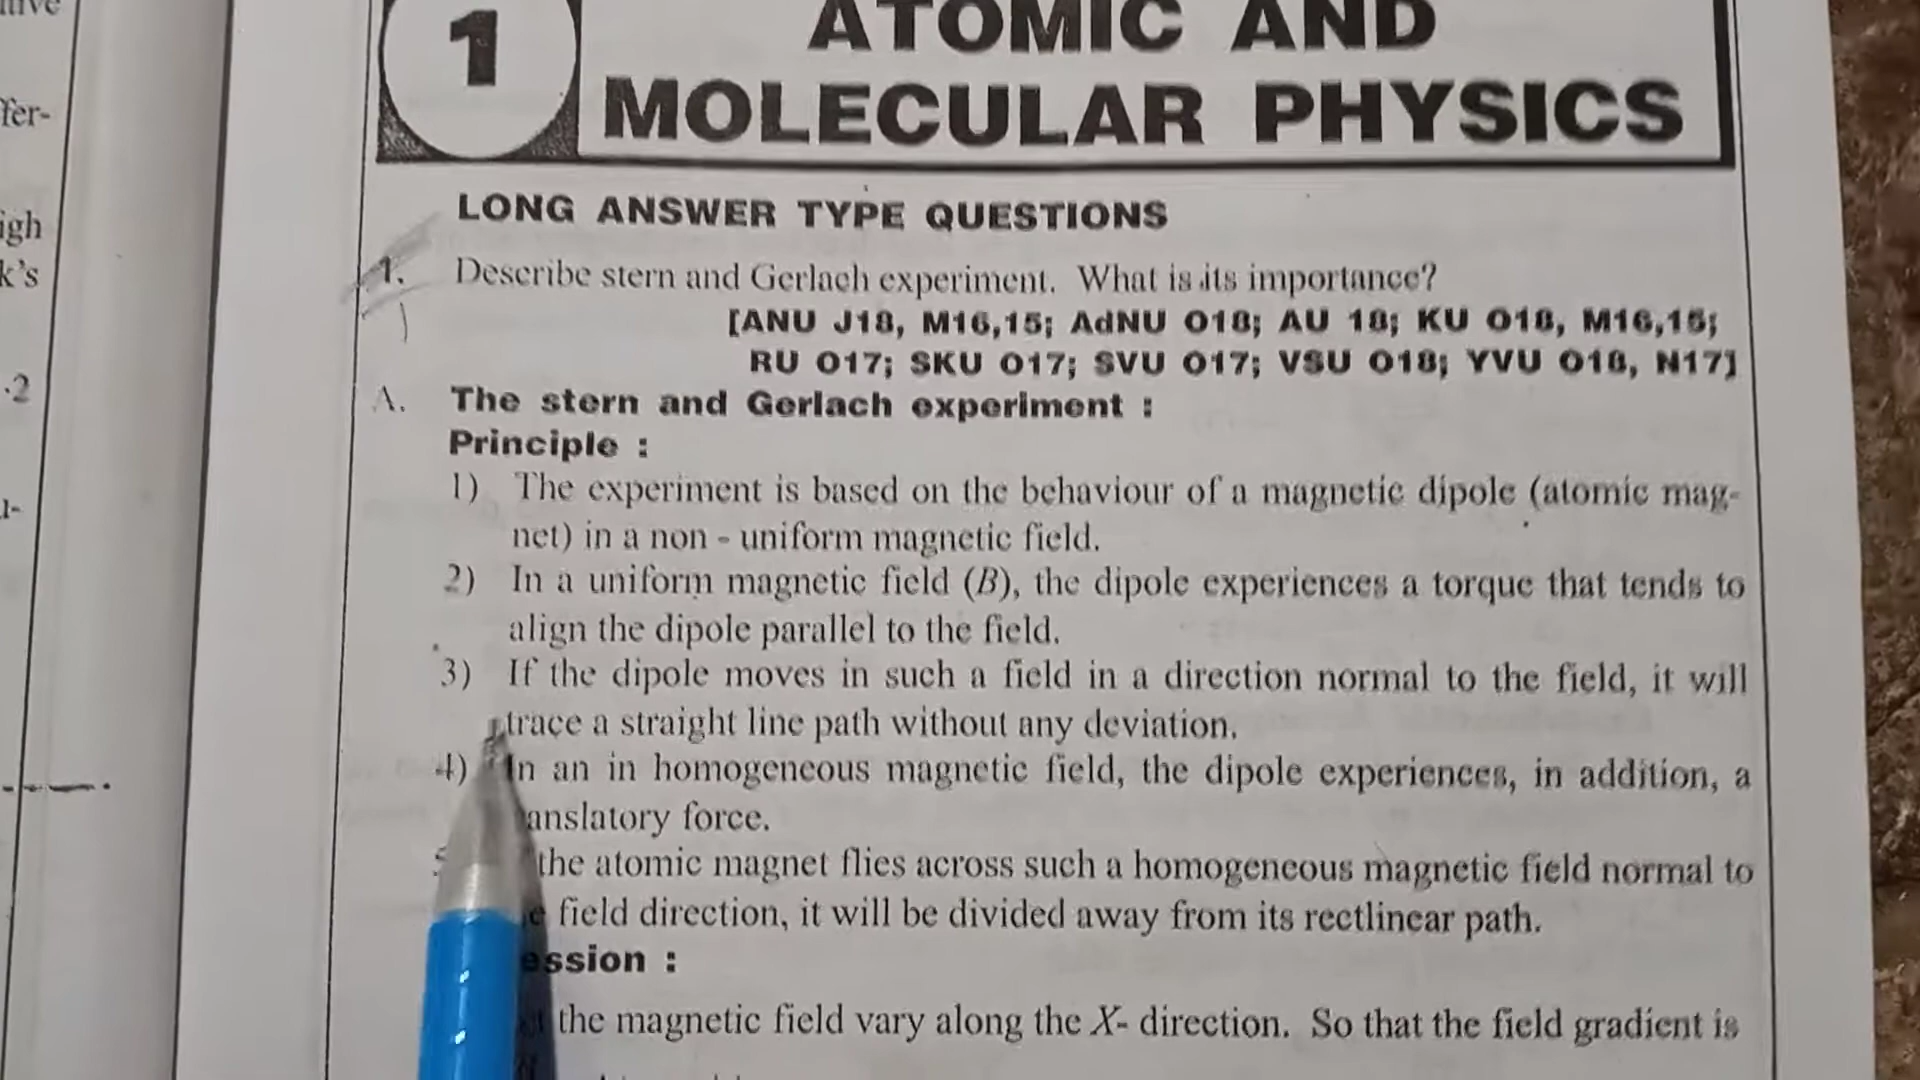 fer-
igh
k's
.2
1
ATOMIC AND
MOLECULAR PHYSICS
LONG ANSWER TYPE QUESTIONS
1. Describe stern and Gerlach experiment. What is its importance?
[ANU J18, M16,15; AdNU O18; AU 18; KU O18, M16,15;
RU O17; SKU O17; SVU O17; VSU O18; YVU O18, N17]
A. The stern and Gerlach experiment :
Principle :
1) The experiment is based on the behaviour of a magnetic dipole (atomic mag-
net) in a non - uniform magnetic field.
2) In a uniform magnetic field (B), the dipole experiences a torque that tends to
align the dipole parallel to the field.
3) If the dipole moves in such a field in a direction normal to the field, it will
trace a straight line path without any deviation.
4) In an in homogeneous magnetic field, the dipole experiences, in addition, a
anslatory force.
the atomic magnet flies across such a homogeneous magnetic field normal to
field direction, it will be divided away from its rectlinear path.
ession :
the magnetic field vary along the X- direction. So that the field gradient is